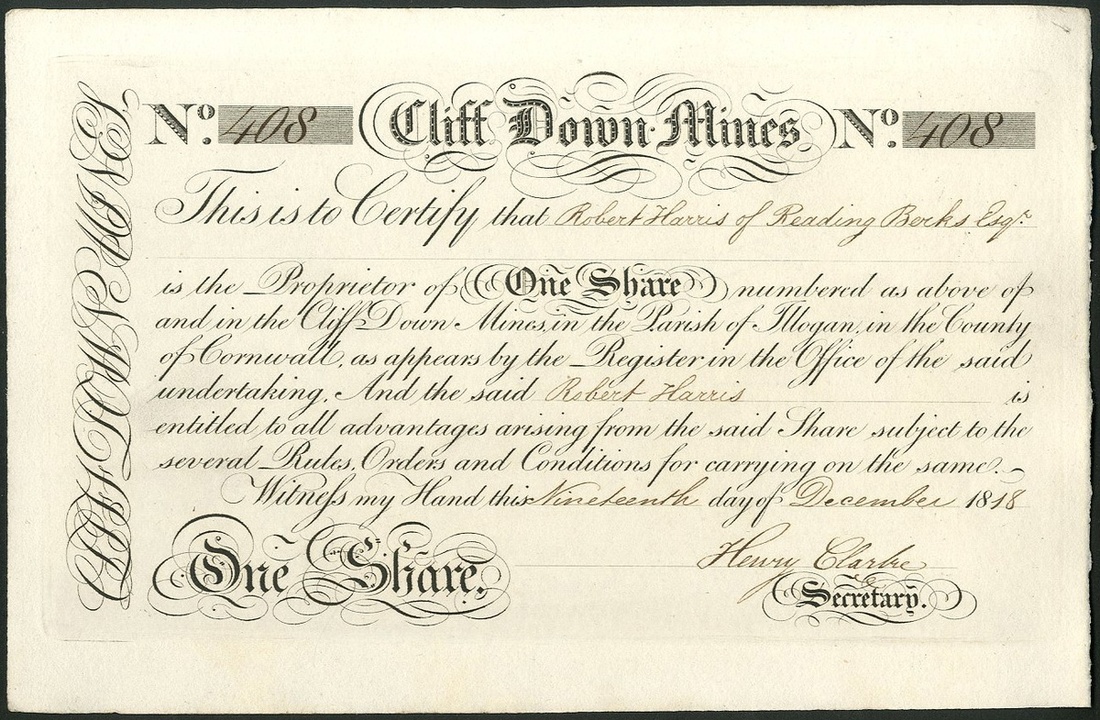 CLIFF DOWN MINES
No. 408 Cliff Down Mines No. 408
This is to Certify that Robert Harris of Reading Berks Esqr.
is the Proprietor of One Share numbered as above of
and in the Cliff Down Mines, in the Parish of Illogan, in the County
of Cornwall, as appears by the Register in the Office of the said
undertaking. And the said Robert Harris is
entitled to all advantages arising from the said Share subject to the
several Rules, Orders and Conditions for carrying on the same.
Witneſs my Hand this Nineteenth day of December 1818
One Share. Henry Clarke
Secretary.